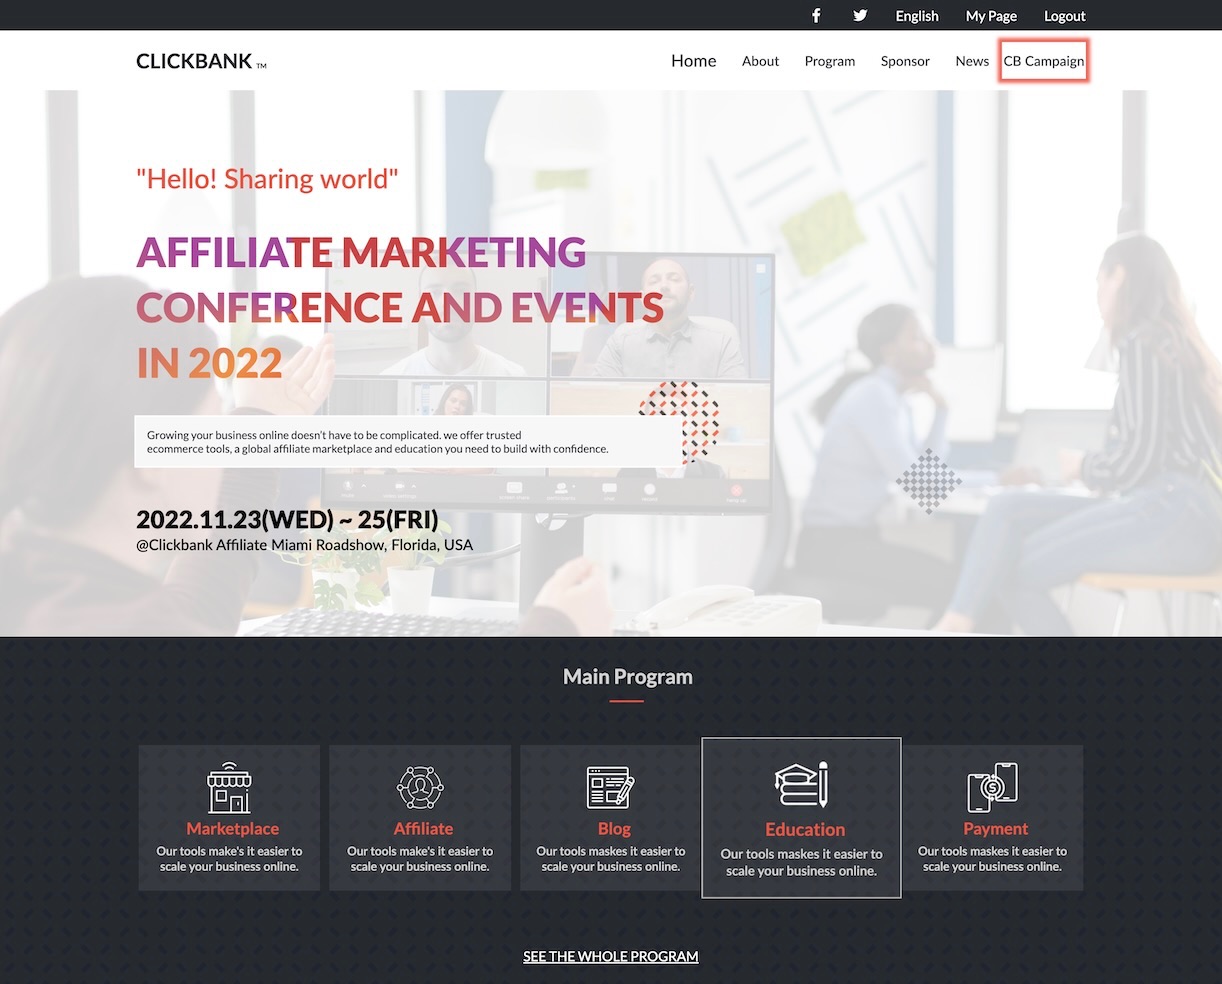 English My Page Logout
CLICKBANK TM
Home About Program Sponsor News CB Campaign
"Hello! Sharing world"
AFFILIATE MARKETING
CONFERENCE AND EVENTS
IN 2022
Growing your business online doesn't have to be complicated. we offer trusted
ecommerce tools, a global affiliate marketplace and education you need to build with confidence.
2022.11.23(WED) ~ 25(FRI)
@Clickbank Affiliate Miami Roadshow, Florida, USA
Main Program
Marketplace
Our tools make's it easier to
scale your business online.
Affiliate
Our tools make's it easier to
scale your business online.
Blog
Our tools maskes it easier to
scale your business online.
Education
Our tools maskes it easier to
scale your business online.
Payment
Our tools maskes it easier to
scale your business online.
SEE THE WHOLE PROGRAM